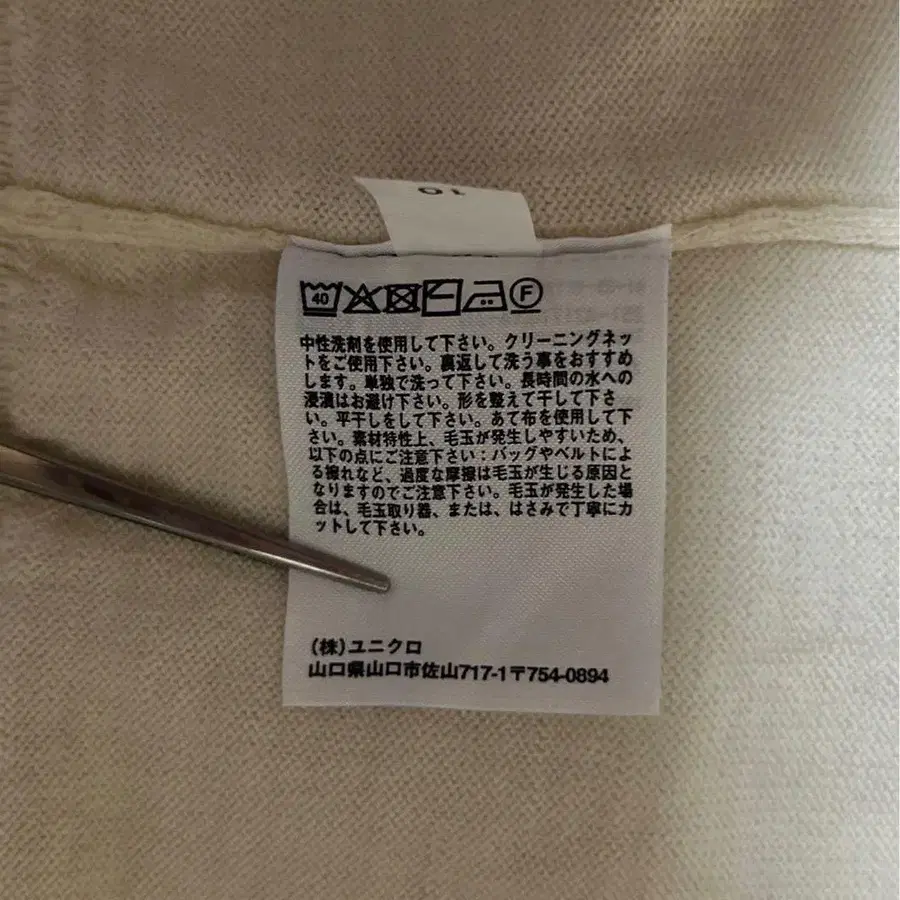 10
40 F
中性洗剤を使用して下さい。クリーニングネッ
トをご使用下さい。裏返して洗う事をおすすめ
します。単独で洗って下さい。長時間の水への
浸漬はお避け下さい。形を整えて干して下さ
い。平干しをして下さい。あて布を使用して下
さい。素材特性上、毛玉が発生しやすいため、
以下の点にご注意下さい：バッグやベルトによ
る擦れなど、過度な摩擦は毛玉が生じる原因と
なりますのでご注意下さい。毛玉が発生した場
合は、毛玉取り器、または、はさみで丁寧にカ
ットして下さい。
(株)ユニクロ
山口県山口市佐山717-1〒754-0894